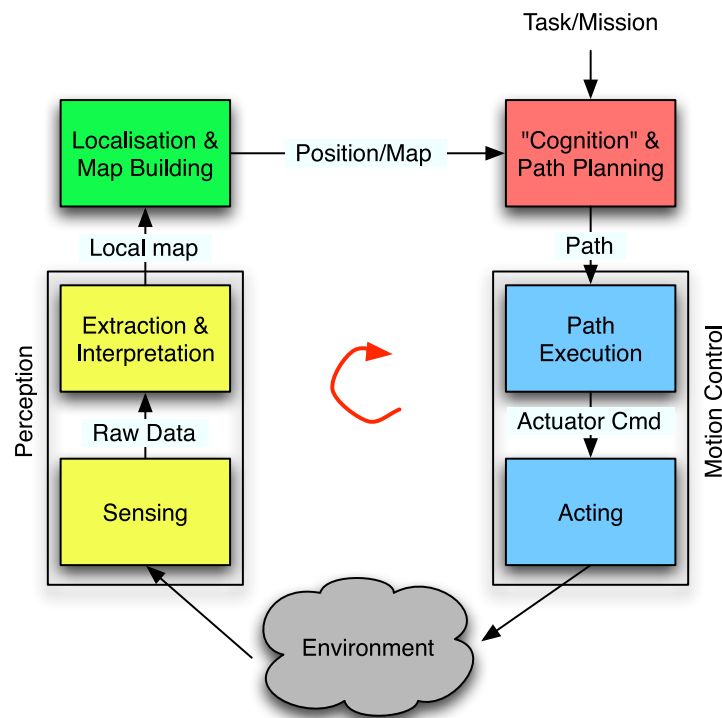 Task/Mission
Localisation &
Map Building
Position/Map
"Cognition" &
Path Planning
Local map
Path
Perception
Extraction &
Interpretation
Path
Execution
Motion Control
Raw Data
Actuator Cmd
Sensing
Acting
Environment